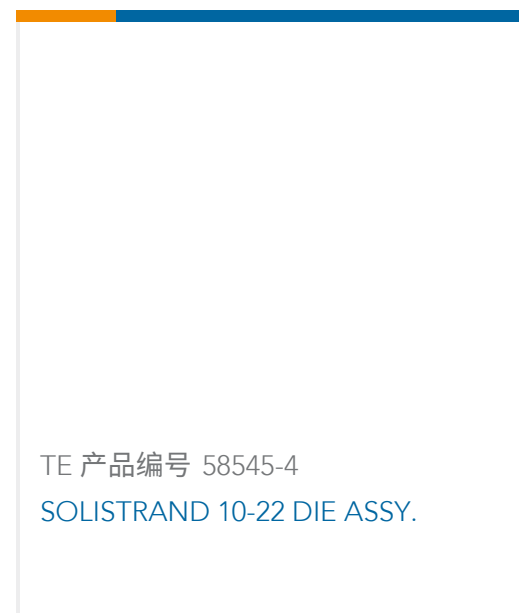 TE 产品编号 58545-4
SOLISTRAND 10-22 DIE ASSY.